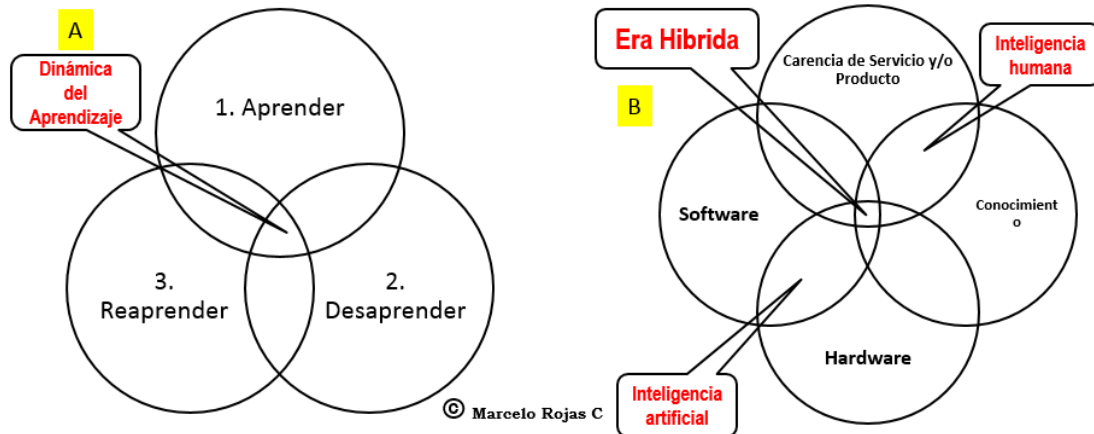 A
Dinámica
del
Aprendizaje
1. Aprender
3.
Reaprender
2.
Desaprender
© Marcelo Rojas C
B
Era Hibrida
Carencia de Servicio y/o
Producto
Inteligencia
humana
Software
Conocimient
o
Hardware
Inteligencia
artificial